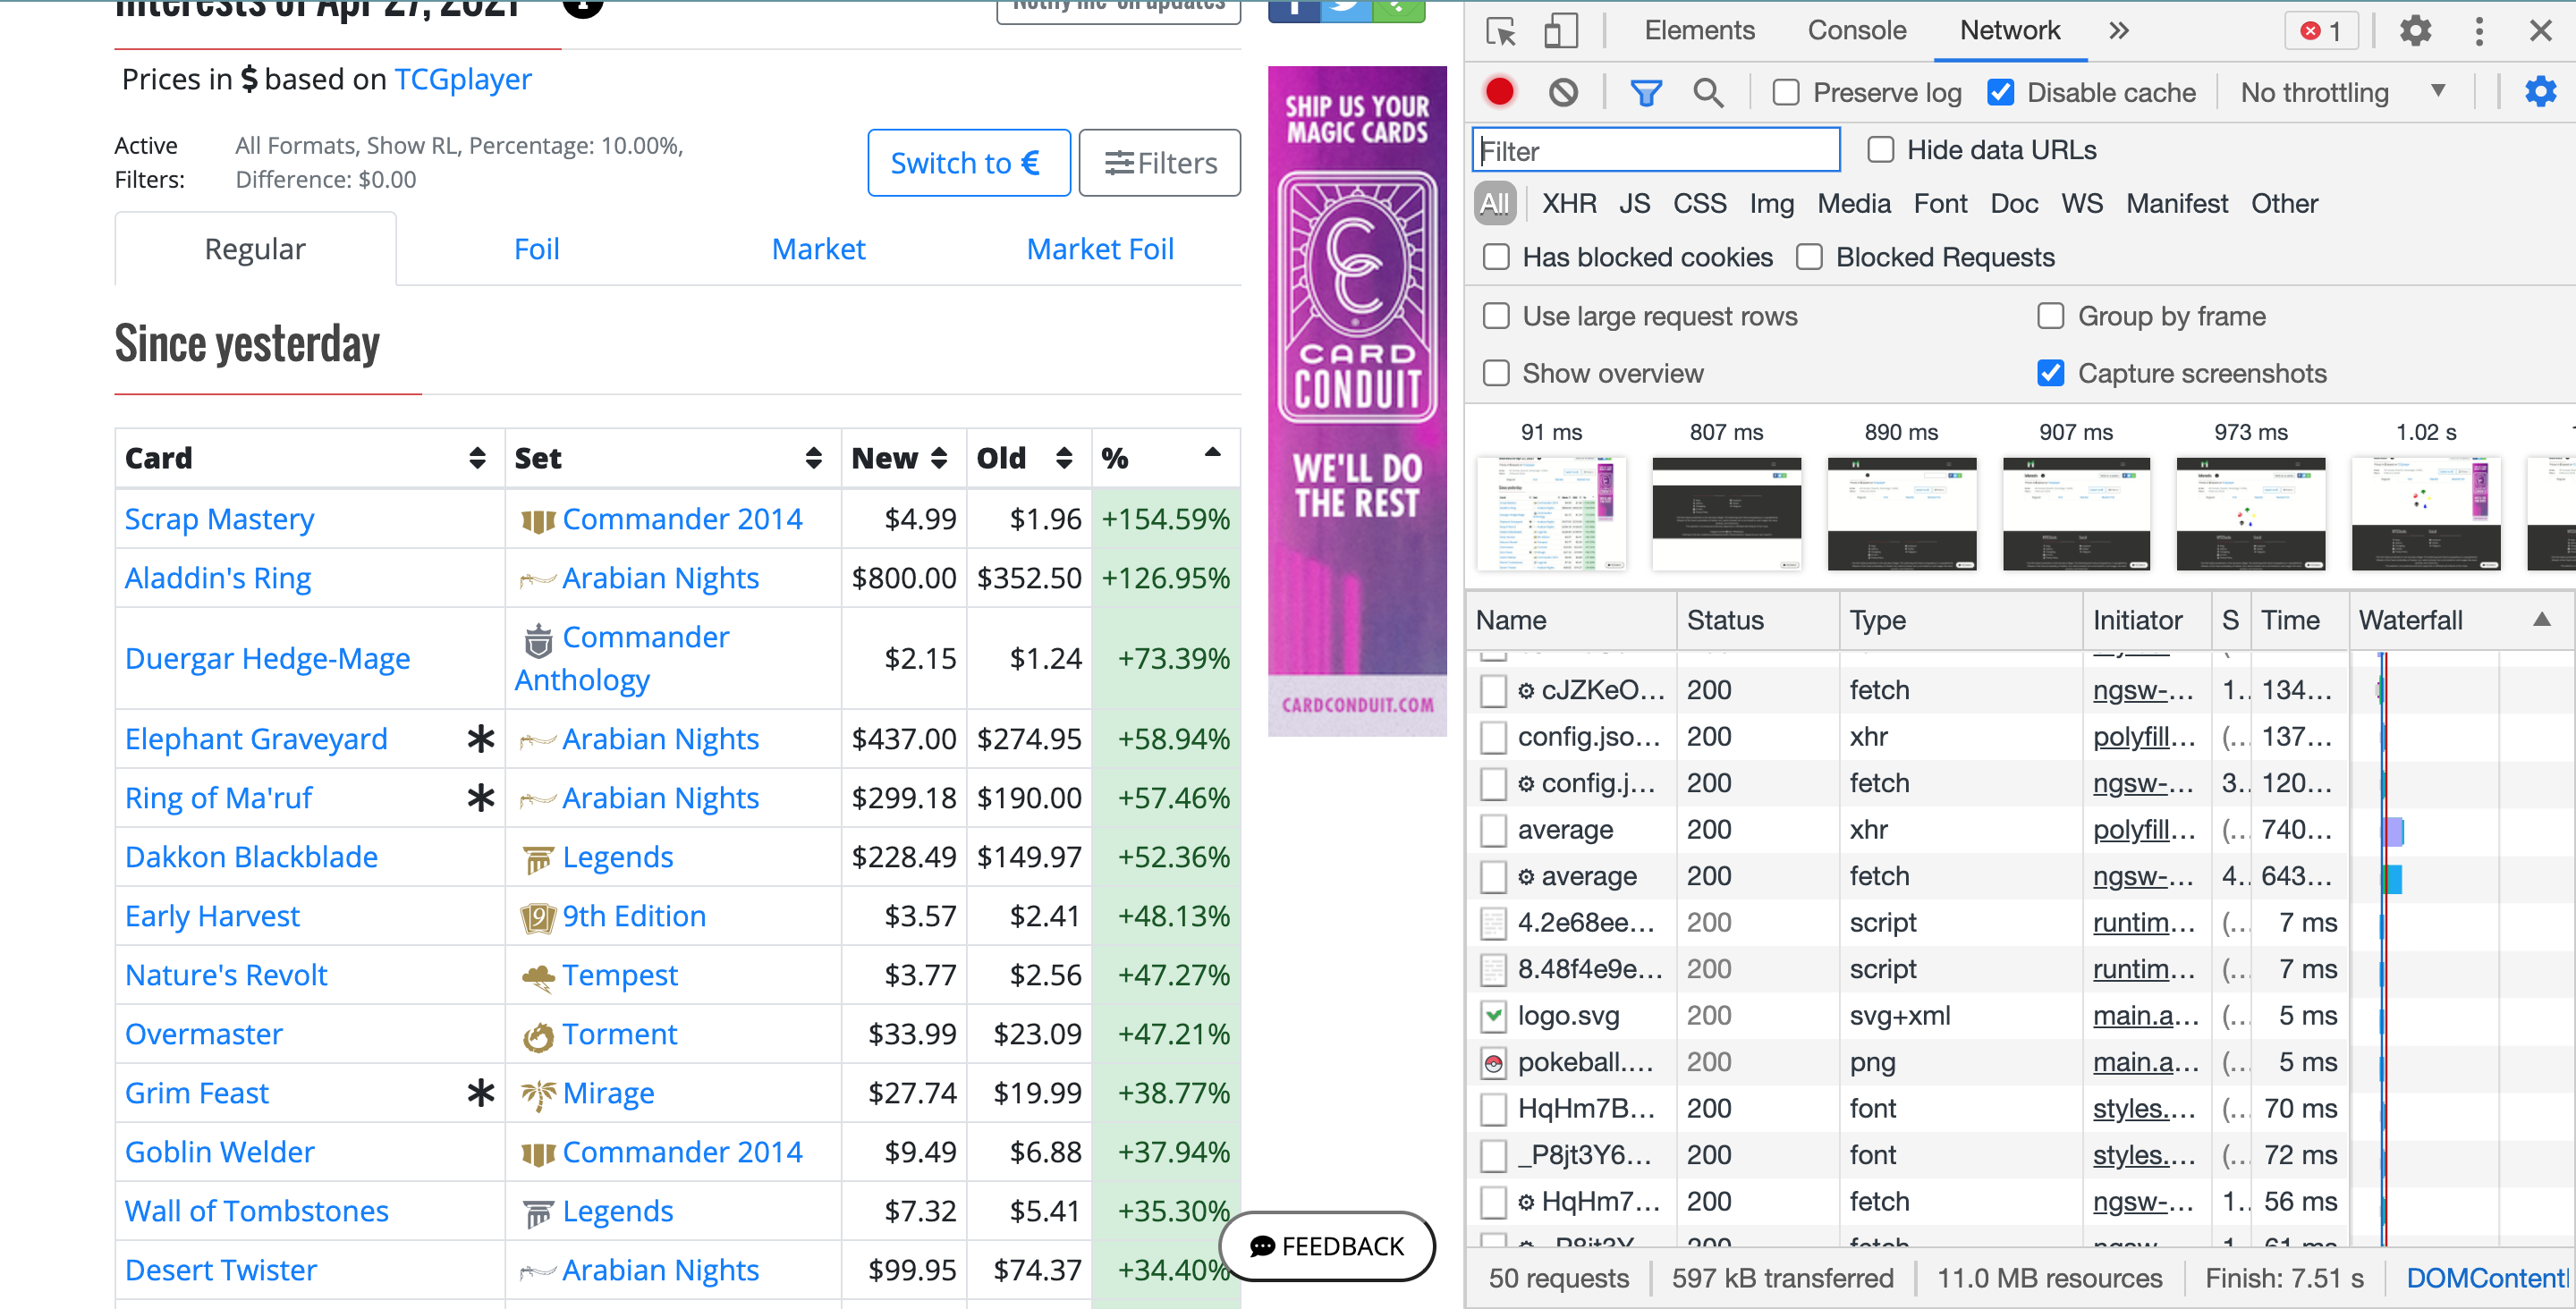 Interests of Apr 27, 2021
Notify me on updates
Prices in $ based on TCGplayer
Active Filters:
All Formats, Show RL, Percentage: 10.00%,
Difference: $0.00
Switch to €
Filters
Regular
Foil
Market
Market Foil
Since yesterday
Card Set New Old %
Scrap Mastery Commander 2014 $4.99 $1.96 +154.59%
Aladdin's Ring Arabian Nights $800.00 $352.50 +126.95%
Duergar Hedge-Mage Commander Anthology $2.15 $1.24 +73.39%
Elephant Graveyard * Arabian Nights $437.00 $274.95 +58.94%
Ring of Ma'ruf * Arabian Nights $299.18 $190.00 +57.46%
Dakkon Blackblade Legends $228.49 $149.97 +52.36%
Early Harvest 9th Edition $3.57 $2.41 +48.13%
Nature's Revolt Tempest $3.77 $2.56 +47.27%
Overmaster Torment $33.99 $23.09 +47.21%
Grim Feast * Mirage $27.74 $19.99 +38.77%
Goblin Welder Commander 2014 $9.49 $6.88 +37.94%
Wall of Tombstones Legends $7.32 $5.41 +35.30%
Desert Twister Arabian Nights $99.95 $74.37 +34.40%
FEEDBACK
SHIP US YOUR
MAGIC CARDS
CARD
CONDUIT
WE'LL DO
THE REST
CARDCONDUIT.COM
Elements Console Network » 1
Preserve log Disable cache No throttling
Filter Hide data URLs
All XHR JS CSS Img Media Font Doc WS Manifest Other
Has blocked cookies Blocked Requests
Use large request rows Group by frame
Show overview Capture screenshots
91 ms 807 ms 890 ms 907 ms 973 ms 1.02 s
Name Status Type Initiator S Time Waterfall
cJZKeO... 200 fetch ngsw-... 1.. 134...
config.jso... 200 xhr polyfill... (... 137...
config.j... 200 fetch ngsw-... 3.. 120...
average 200 xhr polyfill... (... 740...
average 200 fetch ngsw-... 4.. 643...
4.2e68ee... 200 script runtim... (... 7 ms
8.48f4e9e... 200 script runtim... (... 7 ms
logo.svg 200 svg+xml main.a... (... 5 ms
pokeball.... 200 png main.a... (... 5 ms
HqHm7B... 200 font styles.... (... 70 ms
_P8jt3Y6... 200 font styles.... (... 72 ms
HqHm7... 200 fetch ngsw-... 1.. 56 ms
50 requests 597 kB transferred 11.0 MB resources Finish: 7.51 s DOMContentl